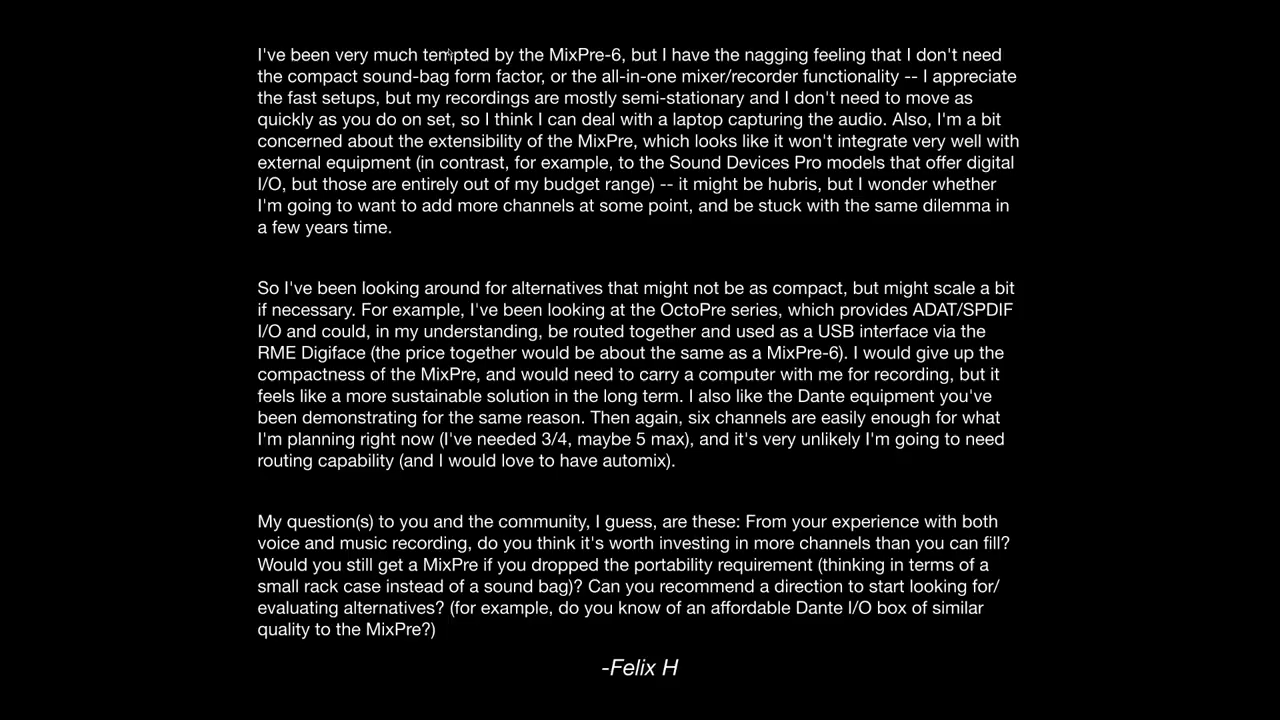 I've been very much tempted by the MixPre-6, but I have the nagging feeling that I don't need
the compact sound-bag form factor, or the all-in-one mixer/recorder functionality -- I appreciate
the fast setups, but my recordings are mostly semi-stationary and I don't need to move as
quickly as you do on set, so I think I can deal with a laptop capturing the audio. Also, I'm a bit
concerned about the extensibility of the MixPre, which looks like it won't integrate very well with
external equipment (in contrast, for example, to the Sound Devices Pro models that offer digital
I/O, but those are entirely out of my budget range) -- it might be hubris, but I wonder whether
I'm going to want to add more channels at some point, and be stuck with the same dilemma in
a few years time.
So I've been looking around for alternatives that might not be as compact, but might scale a bit
if necessary. For example, I've been looking at the OctoPre series, which provides ADAT/SPDIF
I/O and could, in my understanding, be routed together and used as a USB interface via the
RME Digiface (the price together would be about the same as a MixPre-6). I would give up the
compactness of the MixPre, and would need to carry a computer with me for recording, but it
feels like a more sustainable solution in the long term. I also like the Dante equipment you've
been demonstrating for the same reason. Then again, six channels are easily enough for what
I'm planning right now (I've needed 3/4, maybe 5 max), and it's very unlikely I'm going to need
routing capability (and I would love to have automix).
My question(s) to you and the community, I guess, are these: From your experience with both
voice and music recording, do you think it's worth investing in more channels than you can fill?
Would you still get a MixPre if you dropped the portability requirement (thinking in terms of a
small rack case instead of a sound bag)? Can you recommend a direction to start looking for/
evaluating alternatives? (for example, do you know of an affordable Dante I/O box of similar
quality to the MixPre?)
-Felix H